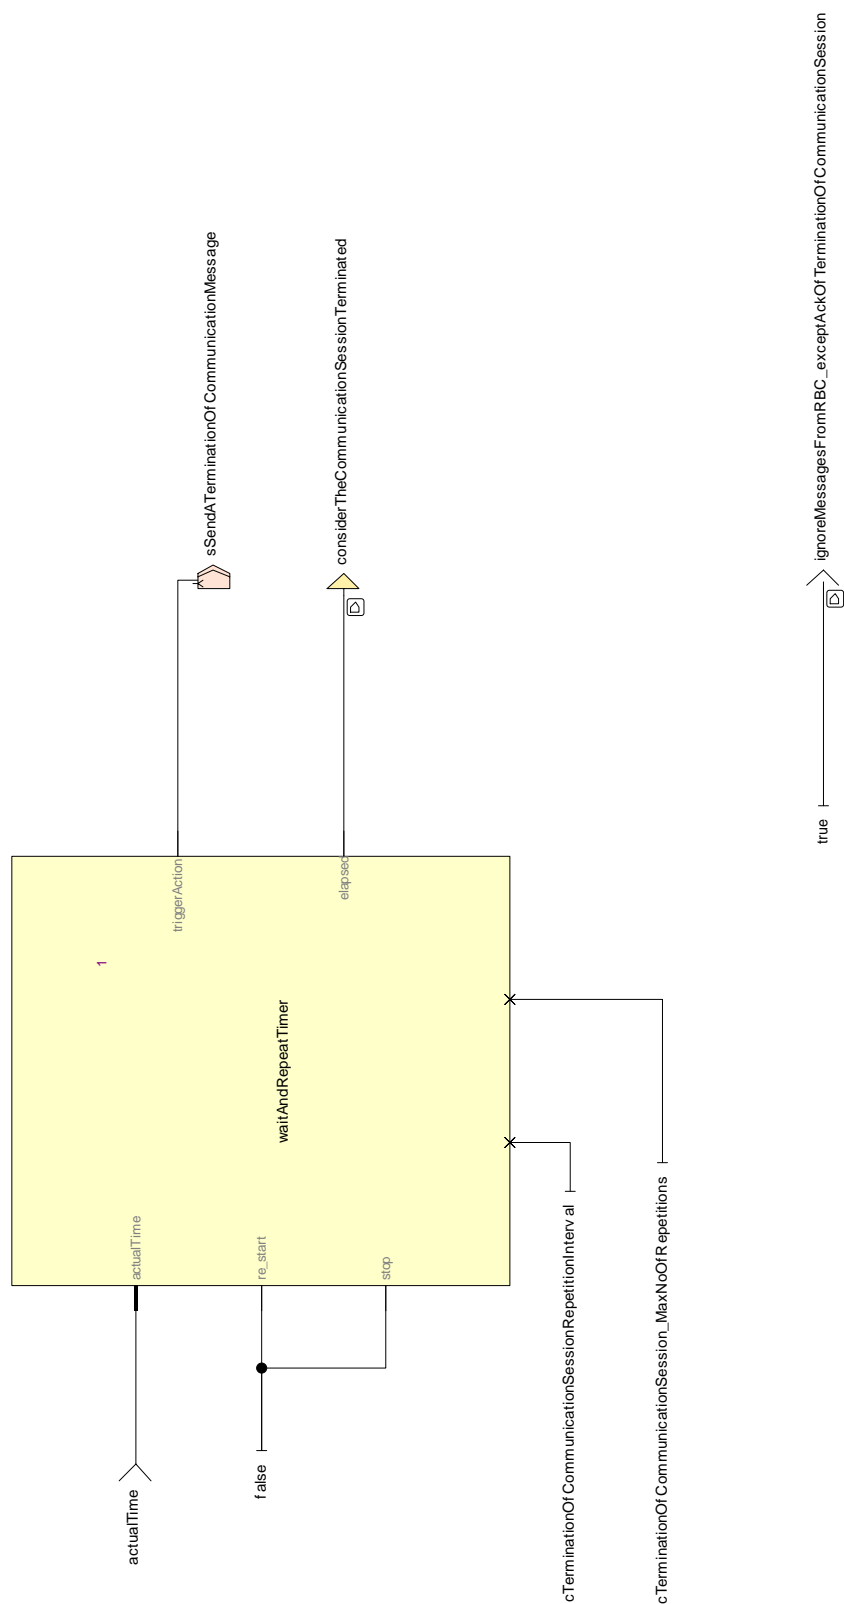 actualTime
false
actualTime
re_start
stop
1
waitAndRepeatTimer
triggerAction
elapsed
sSendATerminationOfCommunicationMessage
considerTheCommunicationSessionTerminated
cTerminationOfCommunicationSessionRepetitionInterval
cTerminationOfCommunicationSession_MaxNoOfRepetitions
true
ignoreMessagesFromRBC_exceptAckOfTerminationOfCommunicationSession